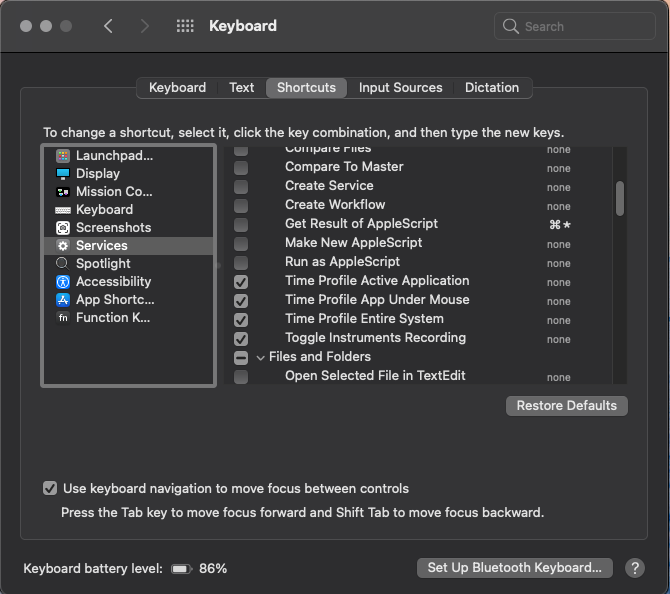 Keyboard
Search
Keyboard
Text
Shortcuts
Input Sources
Dictation
To change a shortcut, select it, click the key combination, and then type the new keys.
Launchpad...
Display
Mission Co...
Keyboard
Screenshots
Services
Spotlight
Accessibility
App Shortc...
fn Function K...
Compare Files none
Compare To Master none
Create Service none
Create Workflow none
Get Result of AppleScript ⌘*
Make New AppleScript none
Run as AppleScript none
Time Profile Active Application none
Time Profile App Under Mouse none
Time Profile Entire System none
Toggle Instruments Recording none
Files and Folders
Open Selected File in TextEdit none
Restore Defaults
Use keyboard navigation to move focus between controls
Press the Tab key to move focus forward and Shift Tab to move focus backward.
Keyboard battery level: 86%
Set Up Bluetooth Keyboard...
?